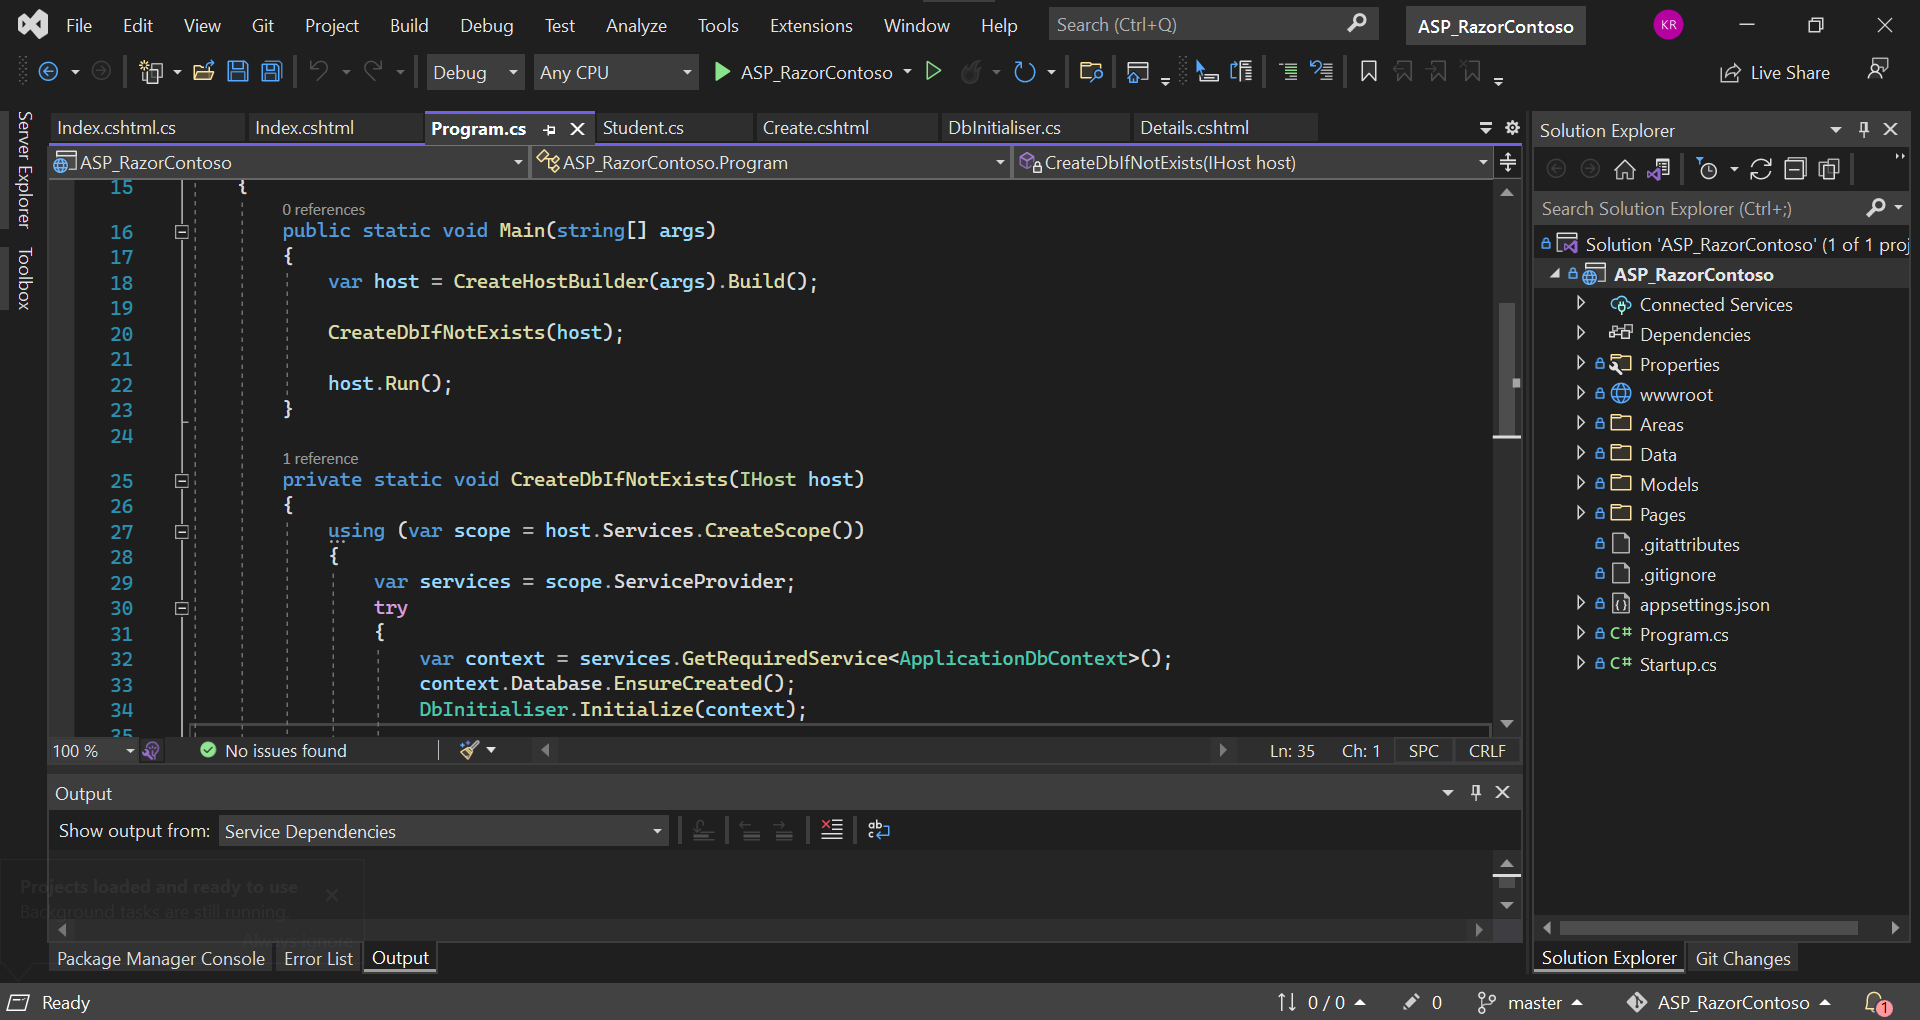 File Edit View Git Project Build Debug Test Analyze Tools Extensions Window Help Search (Ctrl+Q) ASP_RazorContoso KR
Debug Any CPU ASP_RazorContoso Live Share
Server Explorer
Toolbox
Index.cshtml.cs Index.cshtml Program.cs Student.cs Create.cshtml DbInitialiser.cs Details.cshtml
ASP_RazorContoso ASP_RazorContoso.Program CreateDbIfNotExists(IHost host)
15 {
0 references
16 public static void Main(string[] args)
17 {
18 var host = CreateHostBuilder(args).Build();
19
20 CreateDbIfNotExists(host);
21
22 host.Run();
23 }
24
1 reference
25 private static void CreateDbIfNotExists(IHost host)
26 {
27 using (var scope = host.Services.CreateScope())
28 {
29 var services = scope.ServiceProvider;
30 try
31 {
32 var context = services.GetRequiredService<ApplicationDbContext>();
33 context.Database.EnsureCreated();
34 DbInitialiser.Initialize(context);
35
100 % No issues found Ln: 35 Ch: 1 SPC CRLF
Output
Show output from: Service Dependencies
Projects loaded and ready to use
Background tasks are still running.
Always ignore
Package Manager Console Error List Output
Solution Explorer
Search Solution Explorer (Ctrl+;)
Solution 'ASP_RazorContoso' (1 of 1 proj
ASP_RazorContoso
Connected Services
Dependencies
Properties
wwwroot
Areas
Data
Models
Pages
.gitattributes
.gitignore
appsettings.json
C# Program.cs
C# Startup.cs
Solution Explorer Git Changes
Ready 0 / 0 0 master ASP_RazorContoso 1